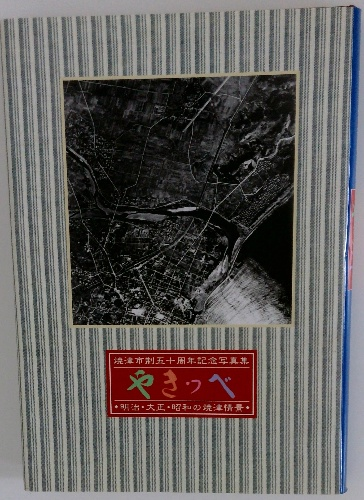 焼津市制五十周年記念写真集
やきつべ
・明治・大正・昭和の焼津情景・